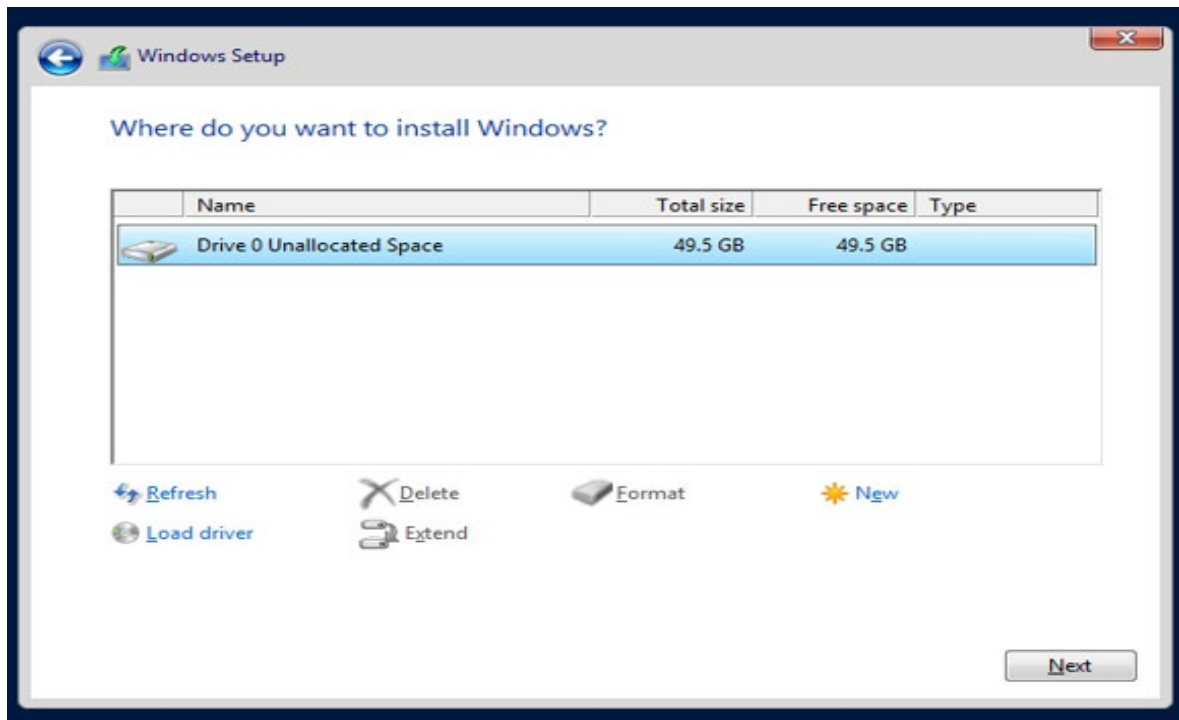 Windows Setup
Where do you want to install Windows?
Name Total size Free space Type
Drive 0 Unallocated Space 49.5 GB 49.5 GB
Refresh Delete Format New
Load driver Extend
Next